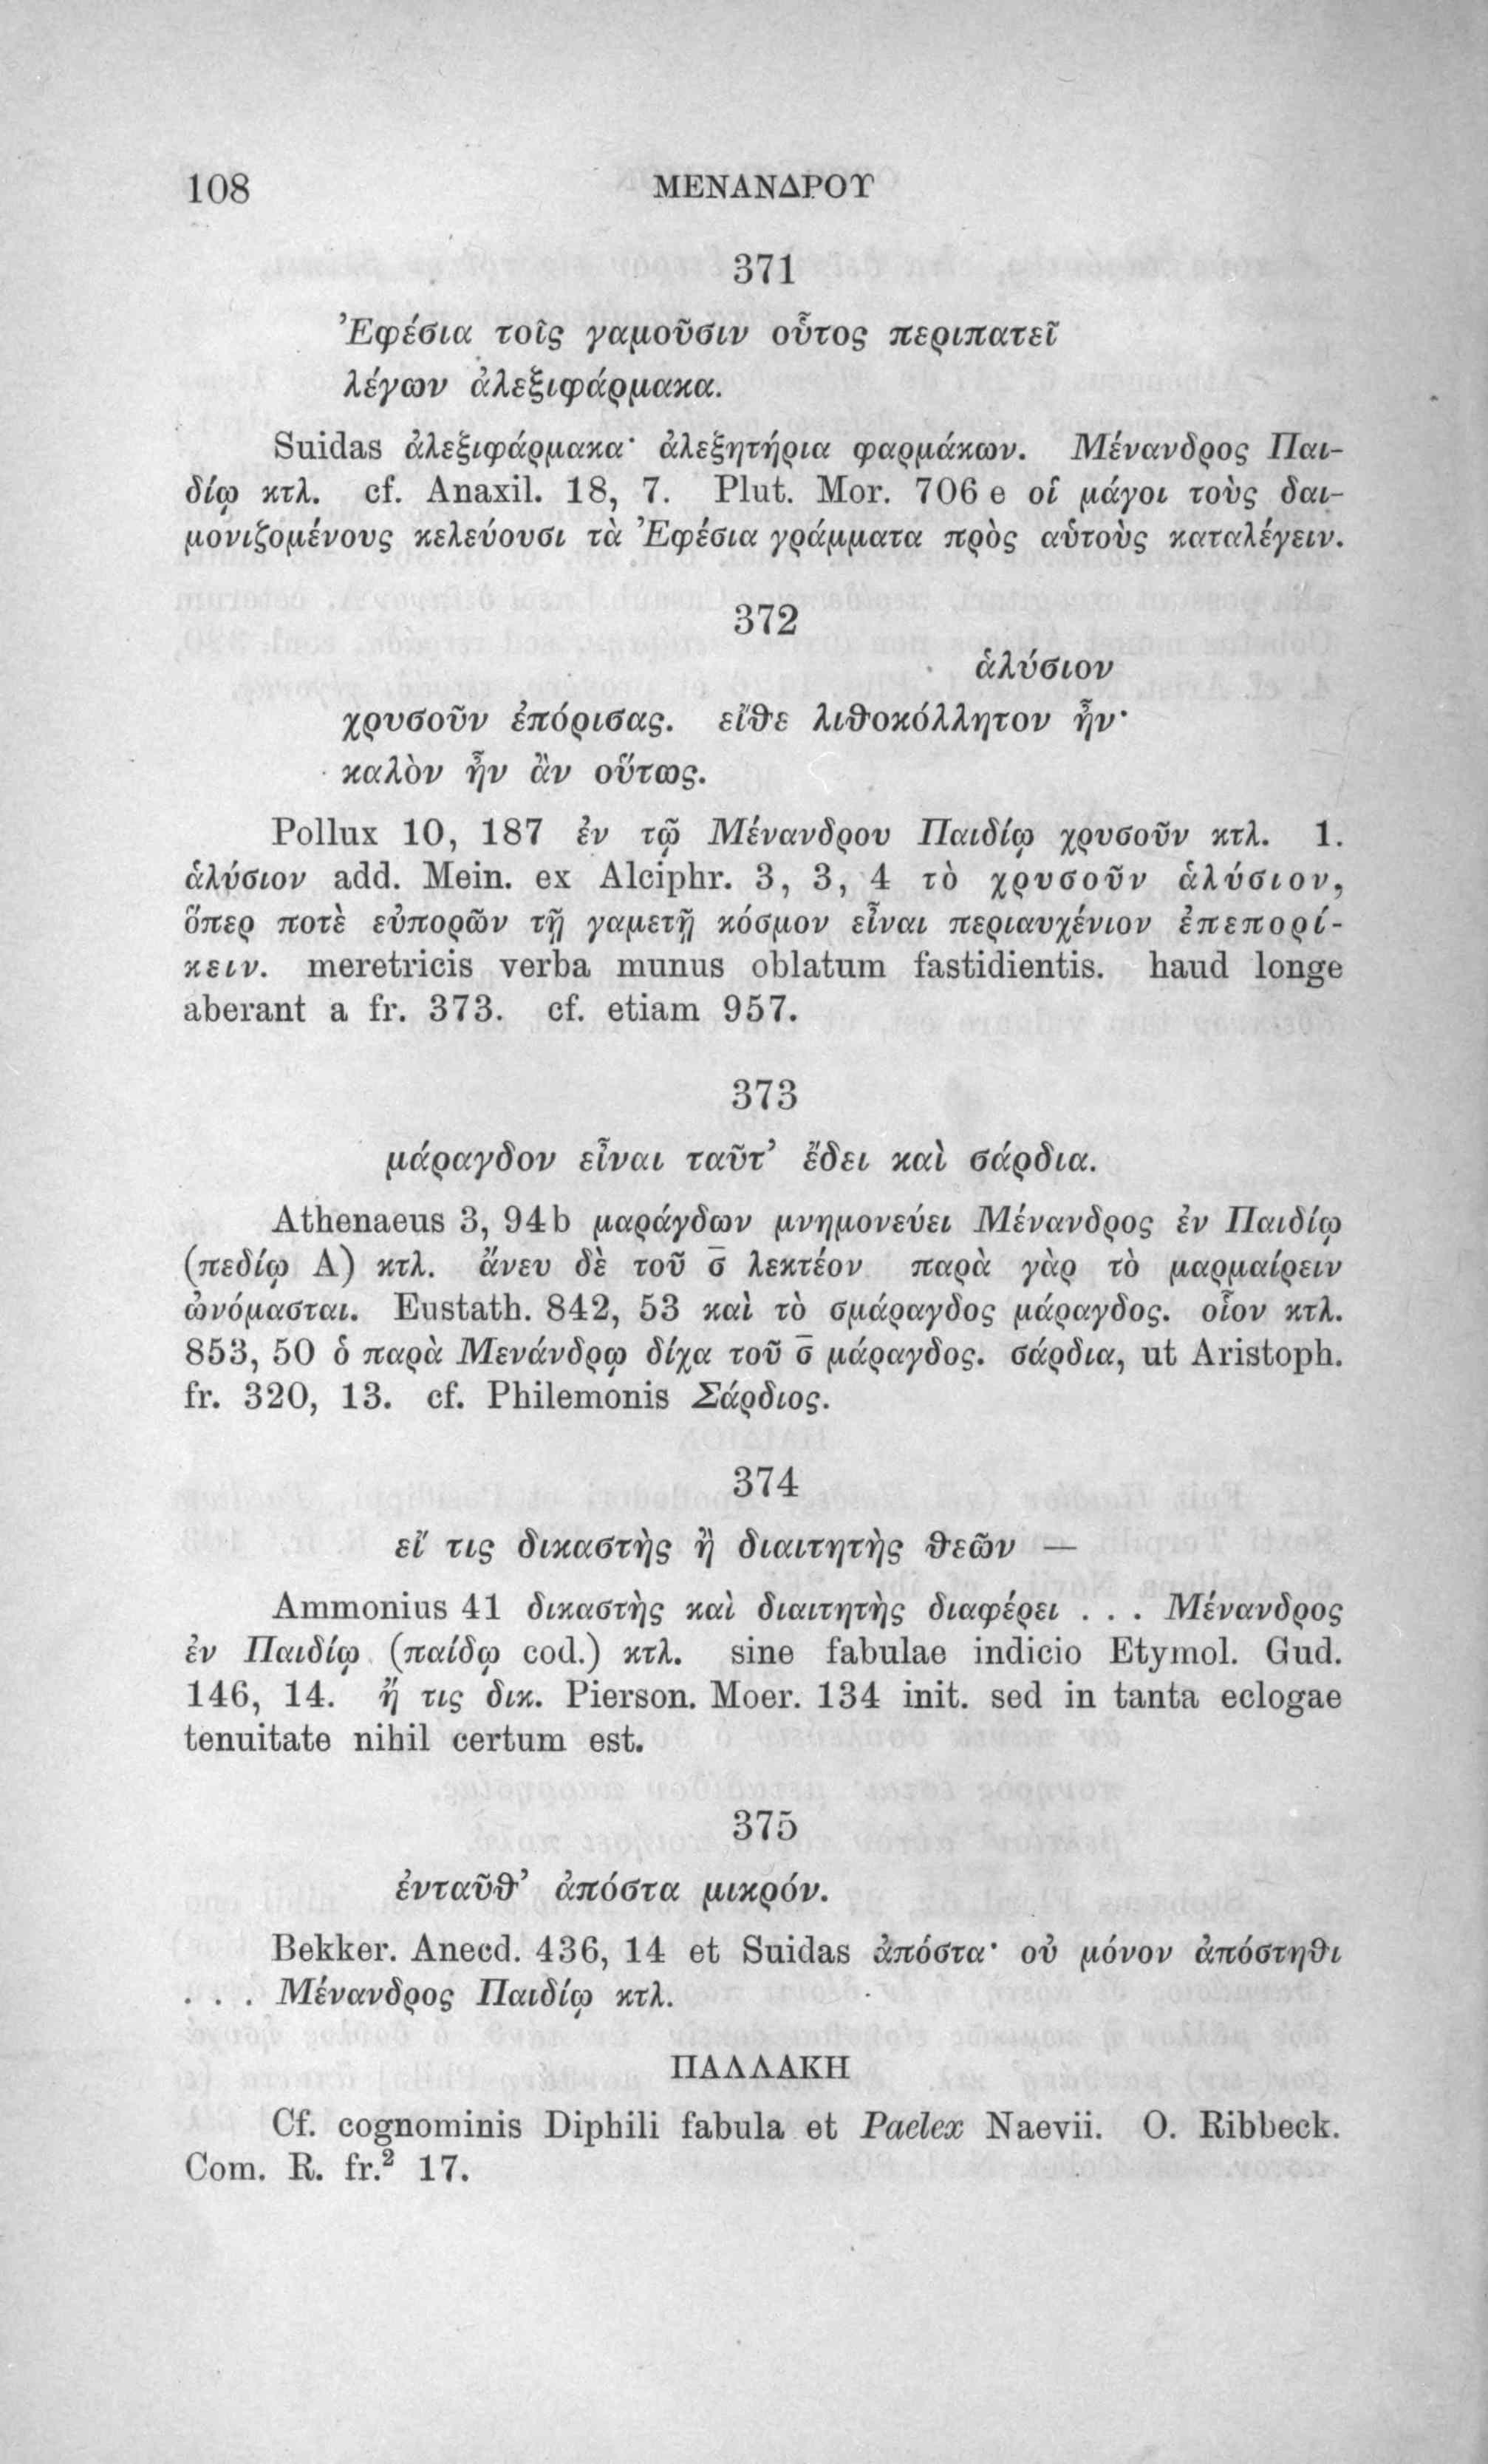 108 ΜΕΝΑΝΔΡΟΥ
371
Ἐφέσια τοῖς γαμοῦσιν οὗτος περιπατεῖ
λέγων ἀλεξιφάρμακα.
Suidas ἀλεξιφάρμακα· ἀλεξητήρια φαρμάκων. Μένανδρος Παι-
δίῳ κτλ. cf. Anaxil. 18, 7. Plut. Mor. 706 e οἱ μάγοι τοὺς δαι-
μονιζομένους κελεύουσι τὰ Ἐφέσια γράμματα πρὸς αὑτοὺς καταλέγειν.
372
ἁλύσιον
χρυσοῦν ἐπόρισας. εἴθε λιθοκόλλητον ἦν·
καλὸν ἦν ἂν οὕτως.
Pollux 10, 187 ἐν τῷ Μένανδρου Παιδίῳ χρυσοῦν κτλ. 1.
ἁλύσιον add. Mein. ex Alciphr. 3, 3, 4 τὸ χρυσοῦν ἁλύσιον,
ὅπερ ποτὲ εὐπορῶν τῇ γαμετῇ κόσμον εἶναι περιαυχένιον ἐπεπορί-
κειν. meretricis verba munus oblatum fastidientis. haud longe
aberant a fr. 373. cf. etiam 957.
373
μάραγδον εἶναι ταῦτ’ ἔδει καὶ σάρδια.
Athenaeus 3, 94 b μαράγδων μνημονεύει Μένανδρος ἐν Παιδίῳ
(πεδίῳ A) κτλ. ἄνευ δὲ τοῦ σ̄ λεκτέον παρὰ γὰρ τὸ μαρμαίρειν
ὠνόμασται. Eustath. 842, 53 καὶ τὸ σμάραγδος μάραγδος. οἷον κτλ.
853, 50 ὁ παρὰ Μενάνδρῳ δίχα τοῦ σ̄ μάραγδος. σάρδια, ut Aristoph.
fr. 320, 13. cf. Philemonis Σάρδιος.
374
εἴ τις δικαστὴς ἢ διαιτητὴς θεῶν —
Ammonius 41 δικαστὴς καὶ διαιτητὴς διαφέρει . . . Μένανδρος
ἐν Παιδίῳ (παίδῳ cod.) κτλ. sine fabulae indicio Etymol. Gud.
146, 14. ἤ τις δικ. Pierson. Moer. 134 init. sed in tanta eclogae
tenuitate nihil certum est.
375
ἐνταῦθ’ ἀπόστα μικρόν.
Bekker. Anecd. 436, 14 et Suidas ἀπόστα· οὐ μόνον ἀπόστηθι
. . . Μένανδρος Παιδίῳ κτλ.
ΠΑΛΛΑΚΗ
Cf. cognominis Diphili fabula et Paelex Naevii. O. Ribbeck.
Com. R. fr.² 17.